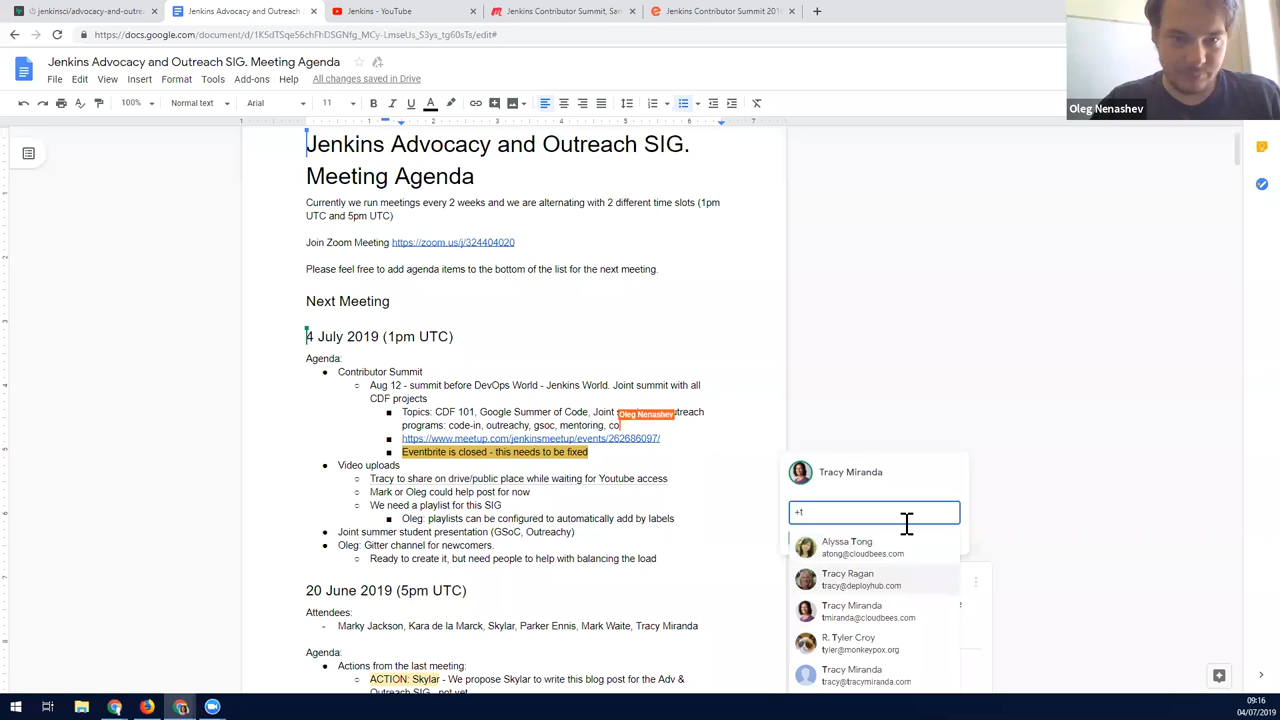 jenkinsci/advocacy-and-outre
Jenkins Advocacy and Outreach
Jenkins - YouTube
Jenkins Contributor Summit, San
Jenkins Contributor Summit 201
https://docs.google.com/document/d/1K5dTSqe56chFhDSGNfg_MCy-LmseUs_S3ys_tg60sTs/edit#
Jenkins Advocacy and Outreach SIG. Meeting Agenda
File Edit View Insert Format Tools Add-ons Help All changes saved in Drive
100% Normal text Arial 11
Oleg Nenashev
Jenkins Advocacy and Outreach SIG.
Meeting Agenda
Currently we run meetings every 2 weeks and we are alternating with 2 different time slots (1pm
UTC and 5pm UTC)
Join Zoom Meeting https://zoom.us/j/324404020
Please feel free to add agenda items to the bottom of the list for the next meeting.
Next Meeting
4 July 2019 (1pm UTC)
Agenda:
Contributor Summit
Aug 12 - summit before DevOps World - Jenkins World. Joint summit with all
CDF projects
Topics: CDF 101, Google Summer of Code, Joint
Oleg Nenashev
programs: code-in, outreachy, gsoc, mentoring, co
https://www.meetup.com/jenkinsmeetup/events/262686097/
Eventbrite is closed - this needs to be fixed
Video uploads
Tracy to share on drive/public place while waiting for Youtube access
Mark or Oleg could help post for now
We need a playlist for this SIG
Oleg: playlists can be configured to automatically add by labels
Joint summer student presentation (GSoC, Outreachy)
Oleg: Gitter channel for newcomers.
Ready to create it, but need people to help with balancing the load
20 June 2019 (5pm UTC)
Attendees:
- Marky Jackson, Kara de la Marck, Skylar, Parker Ennis, Mark Waite, Tracy Miranda
Agenda:
Actions from the last meeting:
ACTION: Skylar - We propose Skylar to write this blog post for the Adv &
Outreach SIG. not yet
Tracy Miranda
+t
Alyssa Tong
atong@cloudbees.com
Tracy Ragan
tracy@deployhub.com
Tracy Miranda
tmiranda@cloudbees.com
R. Tyler Croy
tyler@monkeypox.org
Tracy Miranda
tracy@tracymiranda.com
09:16
04/07/2019